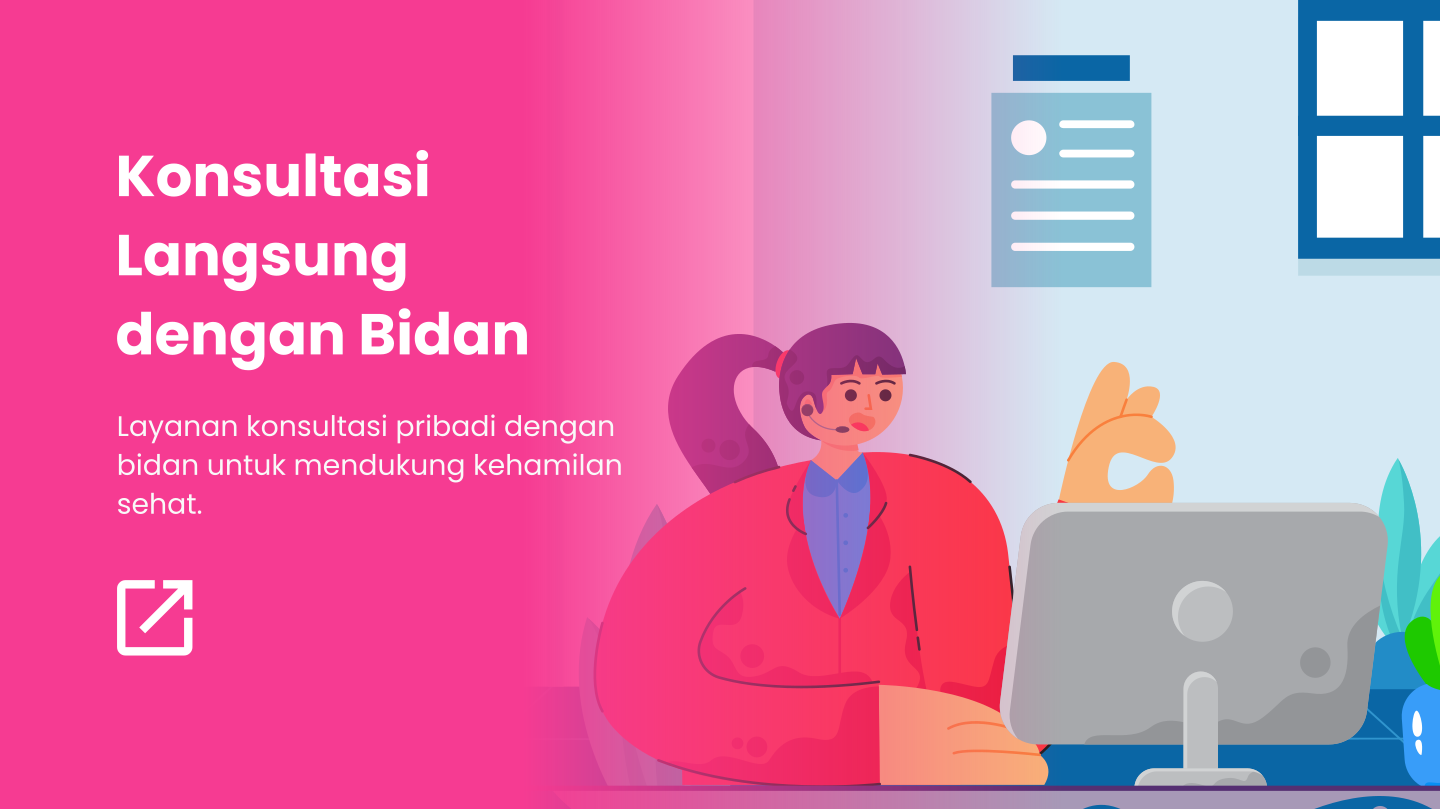 Konsultasi
Langsung
dengan Bidan
Layanan konsultasi pribadi dengan
bidan untuk mendukung kehamilan
sehat.